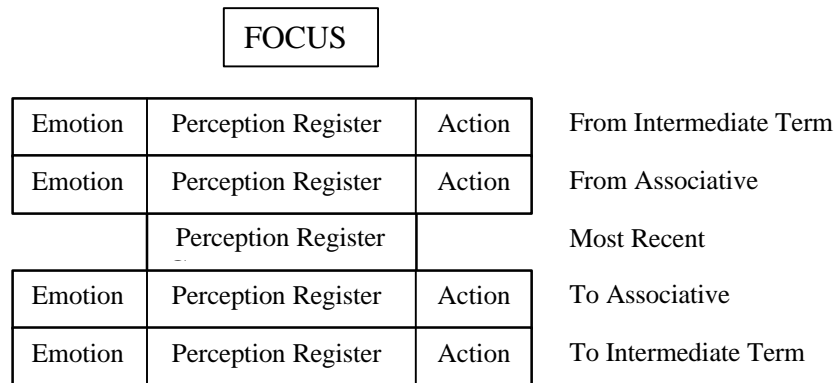 FOCUS
Emotion Perception Register Action From Intermediate Term
Emotion Perception Register Action From Associative
Perception Register Most Recent
Emotion Perception Register Action To Associative
Emotion Perception Register Action To Intermediate Term